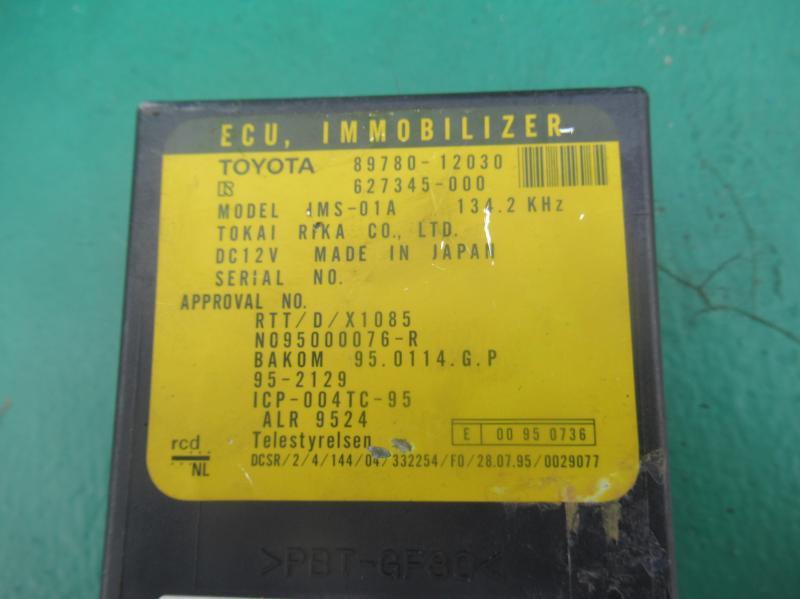 ECU, IMMOBILIZER
TOYOTA 89780-12030
627345-000
MODEL IMS-01A 134.2 KHz
TOKAI RIKA CO., LTD.
DC12V MADE IN JAPAN
SERIAL NO.
APPROVAL NO.
RTT/D/X1085
NO95000076-R
BAKOM 95.0114.G.P
95-2129
ICP-004TC-95
ALR 9524
Telestyrelsen
E 00 95 0736
rcd
NL
DCSR/2/4/144/04/332254/FO/28.07.95/0029077
>PBT-GF30<